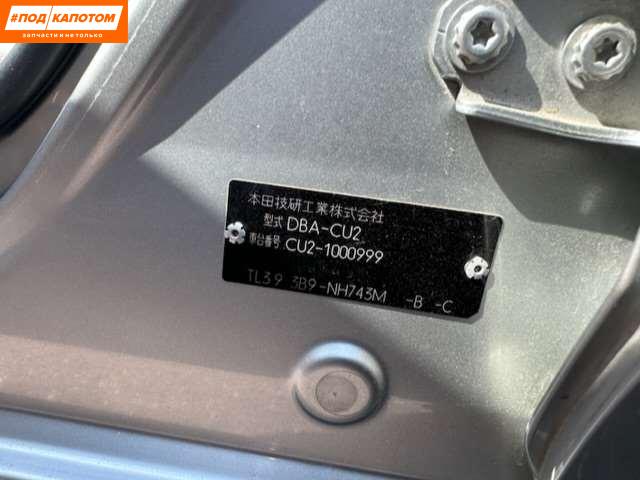 #ПОД КАПОТОМ
запчасти и не только
本田技研工業株式会社
型式 DBA-CU2
車台番号 CU2-1000999
TL39 3B9-NH743M -B -C